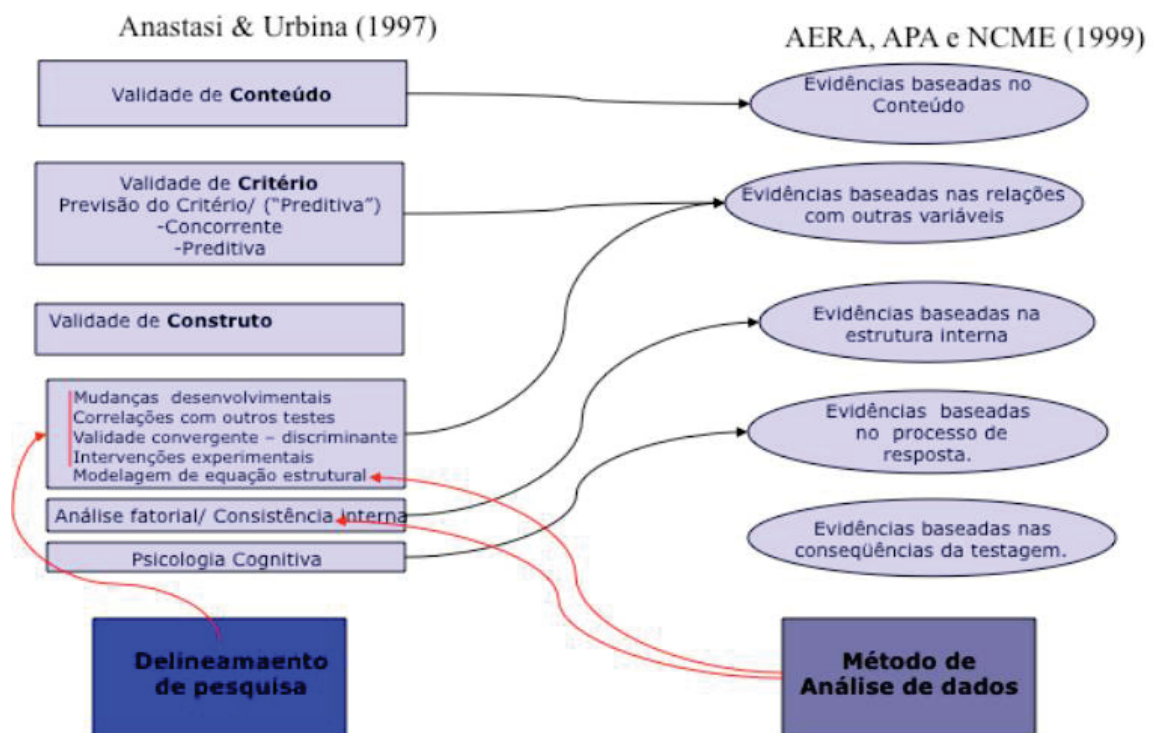 Anastasi & Urbina (1997)
AERA, APA e NCME (1999)
Validade de Conteúdo
Evidências baseadas no
Conteúdo
Validade de Critério
Previsão do Critério/ (“Preditiva”)
-Concorrente
-Preditiva
Evidências baseadas nas relações
com outras variáveis
Validade de Construto
Evidências baseadas na
estrutura interna
Mudanças desenvolvimentais
Correlações com outros testes
Validade convergente – discriminante
Intervenções experimentais
Modelagem de equação estrutural
Evidências baseadas
no processo de
resposta.
Análise fatorial/ Consistência interna
Psicologia Cognitiva
Evidências baseadas nas
conseqüências da testagem.
Delineamaento
de pesquisa
Método de
Análise de dados